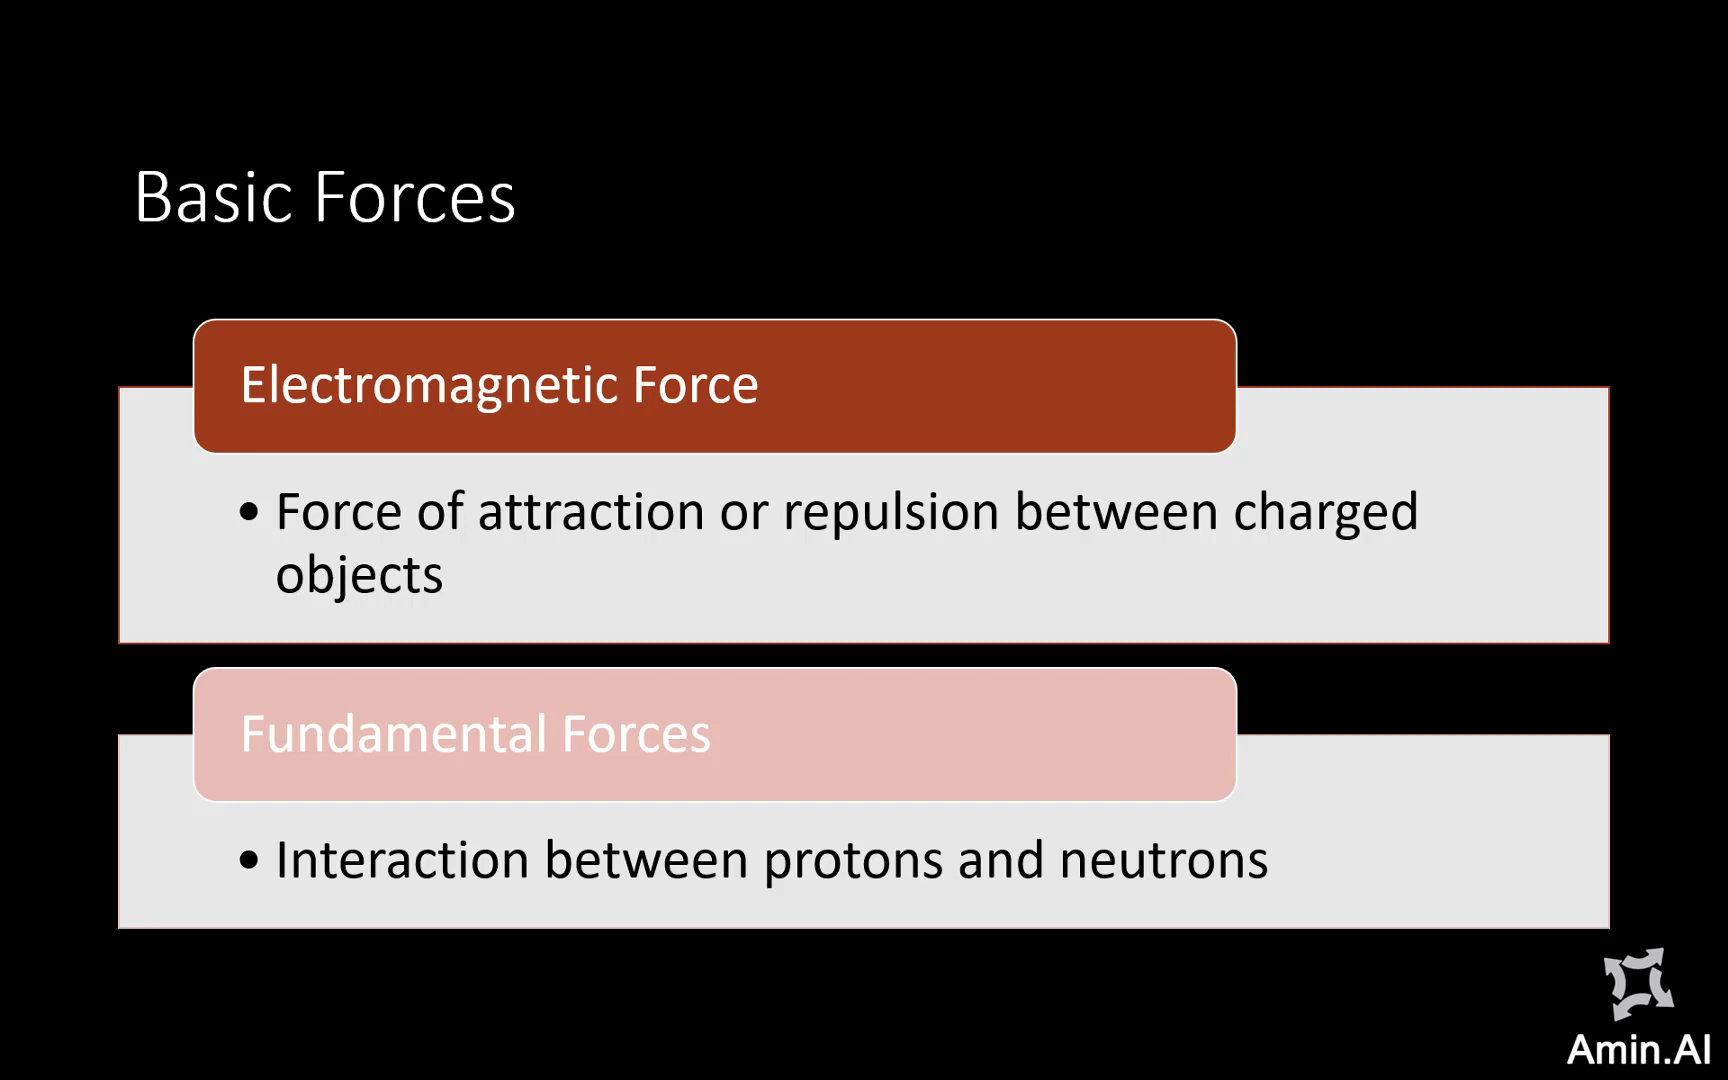 Basic Forces
Electromagnetic Force
• Force of attraction or repulsion between charged
objects
Fundamental Forces
• Interaction between protons and neutrons
Amin.AI